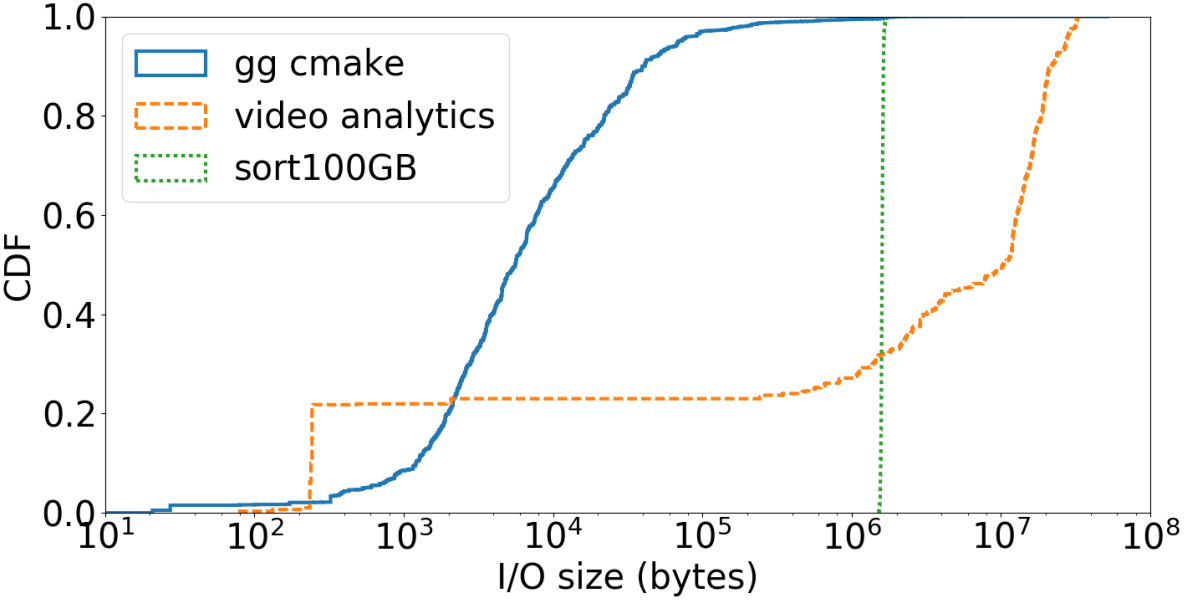 1.0
0.8
0.6
0.4
0.2
0.0
CDF
gg cmake
video analytics
sort100GB
10¹ 10² 10³ 10⁴ 10⁵ 10⁶ 10⁷ 10⁸
I/O size (bytes)